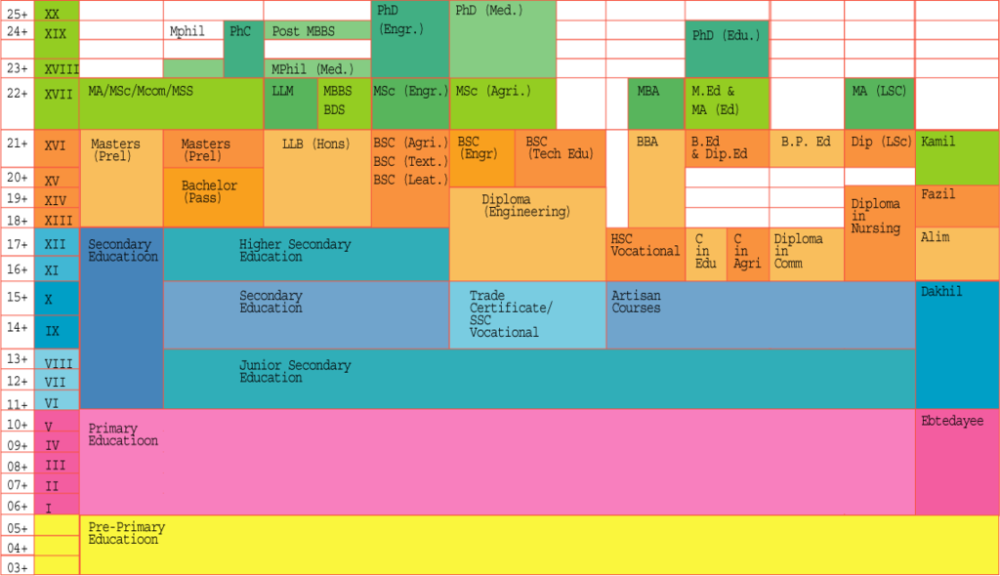 25+ XX PhD PhD (Med.)
24+ XIX Mphil PhC Post MBBS (Engr.) PhD (Edu.)
23+ XVIII MPhil (Med.)
22+ XVII MA/MSc/Mcom/MSS LLM MBBS MSc (Engr.) MSc (Agri.) MBA M.Ed & MA (LSC)
BDS MA (Ed)
21+ XVI Masters Masters LLB (Hons) BSC (Agri.) BSC BSC BBA B.Ed B.P. Ed Dip (LSc) Kamil
(Prel) (Prel) BSC (Text.) (Engr) (Tech Edu) & Dip.Ed
20+ XV Bachelor BSC (Leat.)
(Pass)
19+ XIV Diploma Diploma Fazil
18+ XIII (Engineering) in
Nursing
17+ XII Secondary Higher Secondary HSC C C Diploma Alim
Educatioon Education Vocational in in in
16+ XI Edu Agri Comm
15+ X Secondary Trade Artisan Dakhil
Education Certificate/ Courses
SSC
14+ IX Vocational
13+ VIII Junior Secondary
12+ VII Education
11+ VI
10+ V Primary Ebtedayee
09+ IV Educatioon
08+ III
07+ II
06+ I
05+ Pre-Primary
04+ Educatioon
03+